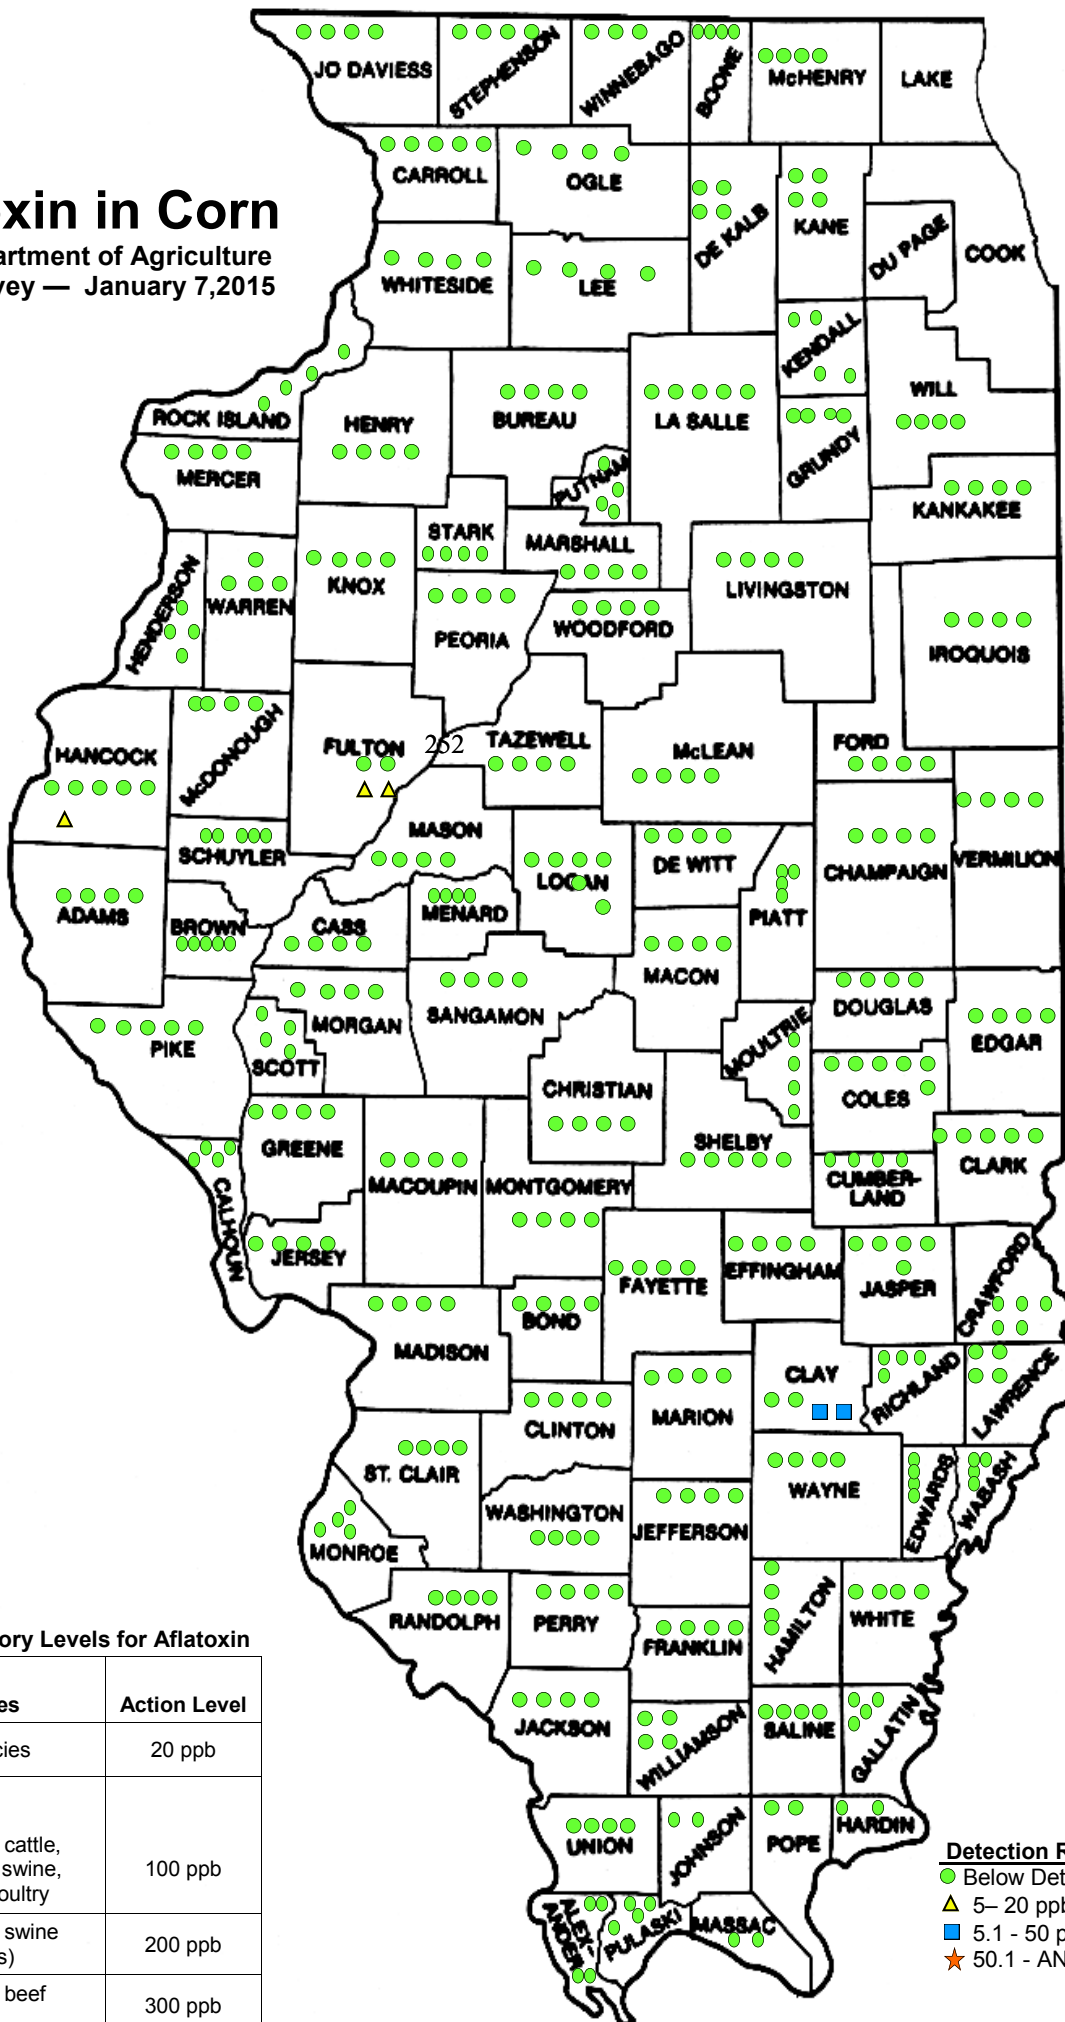 JO DAVIESS
STEPHENSON
WINNEBAGO
BOONE
McHENRY
LAKE
CARROLL
OGLE
DE KALB
KANE
DU PAGE
COOK
xin in Corn
artment of Agriculture
vey — January 7,2015
WHITESIDE
LEE
KENDALL
WILL
ROCK ISLAND
HENRY
BUREAU
LA SALLE
GRUNDY
MERCER
PUTNAM
KANKAKEE
STARK
MARSHALL
HENDERSON
WARREN
KNOX
LIVINGSTON
PEORIA
WOODFORD
IROQUOIS
HANCOCK
McDONOUGH
FULTON
262
TAZEWELL
McLEAN
FORD
SCHUYLER
MASON
LOGAN
DE WITT
CHAMPAIGN
VERMILION
ADAMS
BROWN
CASS
MENARD
PIATT
MACON
PIKE
SCOTT
MORGAN
SANGAMON
MOULTRIE
DOUGLAS
EDGAR
CHRISTIAN
COLES
GREENE
SHELBY
CALHOUN
MACOUPIN
MONTGOMERY
CUMBER-
LAND
CLARK
JERSEY
FAYETTE
EFFINGHAM
JASPER
CRAWFORD
BOND
MADISON
CLAY
RICHLAND
LAWRENCE
CLINTON
MARION
ST. CLAIR
WAYNE
EDWARDS
WABASH
WASHINGTON
JEFFERSON
MONROE
RANDOLPH
PERRY
FRANKLIN
HAMILTON
WHITE
ory Levels for Aflatoxin
es
Action Level
cies
20 ppb
cattle,
swine,
oultry
100 ppb
swine
s)
200 ppb
beef
300 ppb
JACKSON
WILLIAMSON
SALINE
GALLATIN
UNION
JOHNSON
POPE
HARDIN
ALEX-
ANDER
PULASKI
MASSAC
Detection R
Below Det
5– 20 ppb
5.1 - 50 p
50.1 - AN